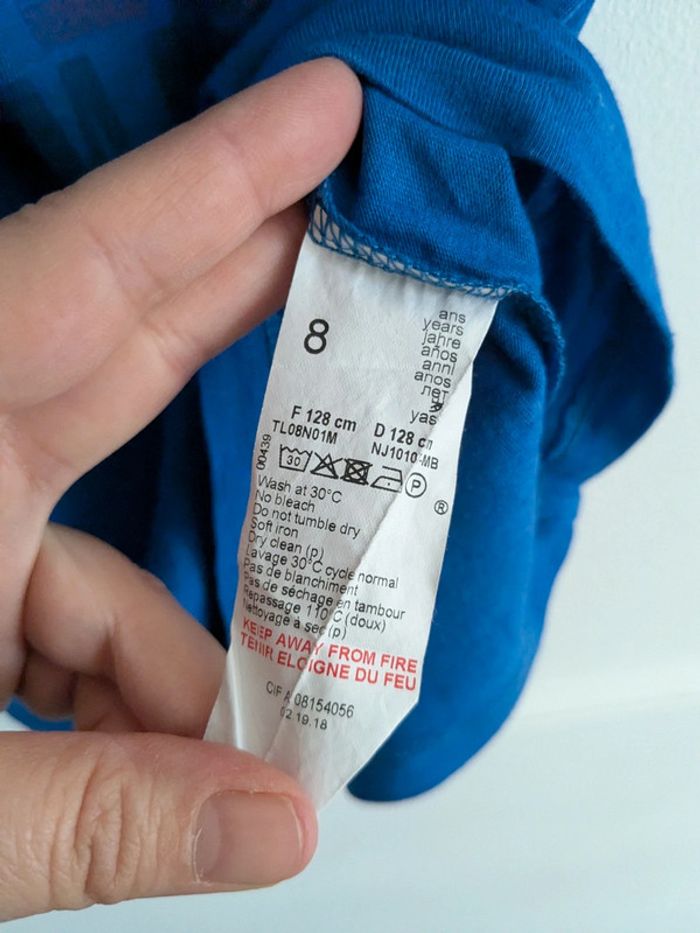 8
ans
years
jahre
años
anni
anos
лет
yas
F 128 cm D 128 cm
TL08N01M NJ1010-MB
00439
30
P
®
Wash at 30°C
No bleach
Do not tumble dry
Soft iron
Dry clean (p)
Lavage 30°C cycle normal
Pas de blanchiment
Pas de séchage en tambour
Repassage 110°C (doux)
Nettoyage à sec (p)
KEEP AWAY FROM FIRE
TENIR ELOIGNE DU FEU
CIF A 08154056
02.19.18